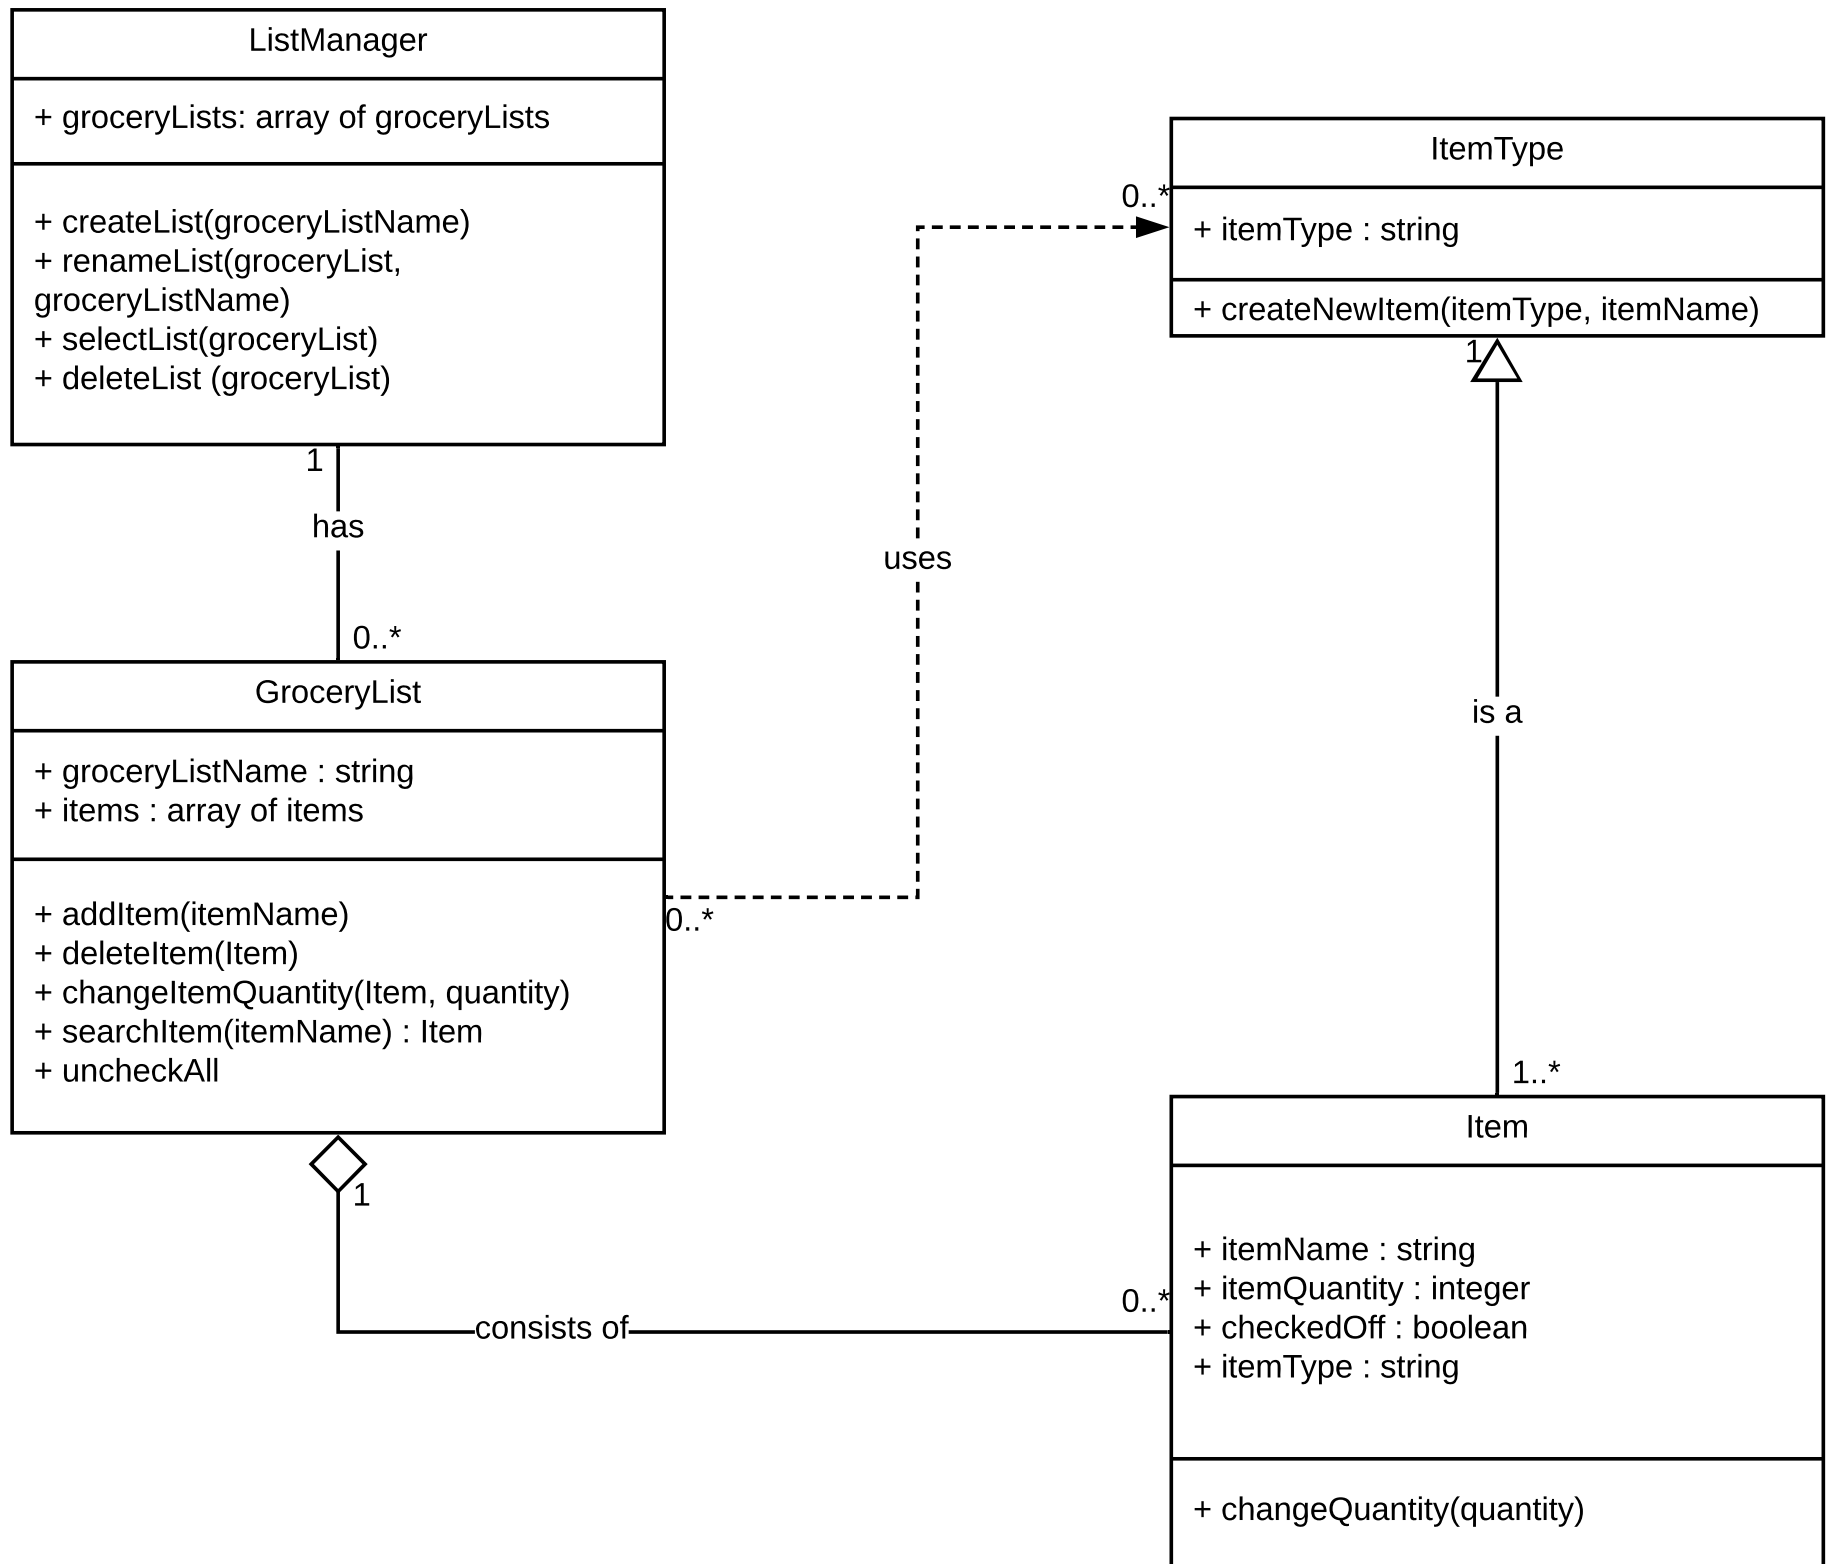 ListManager
+ groceryLists: array of groceryLists
+ createList(groceryListName)
+ renameList(groceryList,
groceryListName)
+ selectList(groceryList)
+ deleteList (groceryList)
1
has
0..*
GroceryList
+ groceryListName : string
+ items : array of items
+ addItem(itemName)
+ deleteItem(Item)
+ changeItemQuantity(Item, quantity)
+ searchItem(itemName) : Item
+ uncheckAll
0..*
uses
0..*
ItemType
+ itemType : string
+ createNewItem(itemType, itemName)
1
is a
1..*
Item
+ itemName : string
+ itemQuantity : integer
+ checkedOff : boolean
+ itemType : string
+ changeQuantity(quantity)
1
consists of
0..*